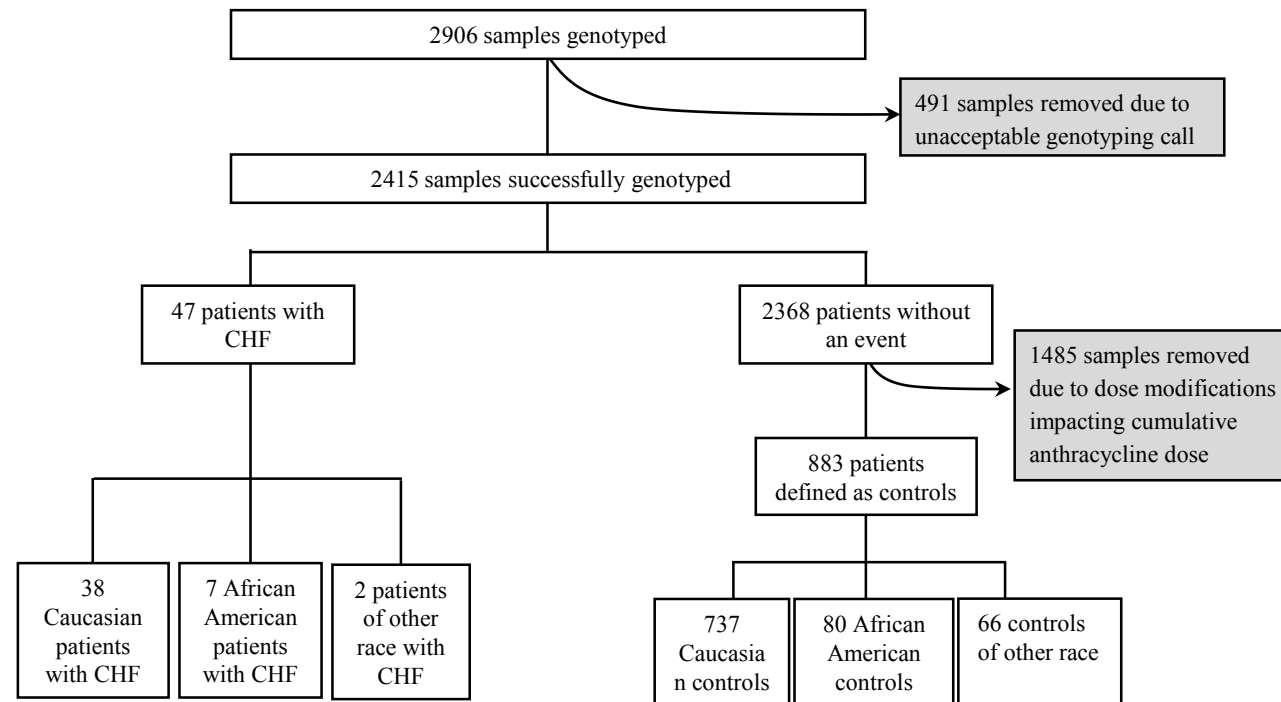 2906 samples genotyped
491 samples removed due to
unacceptable genotyping call
2415 samples successfully genotyped
47 patients with
CHF
2368 patients without
an event
1485 samples removed
due to dose modifications
impacting cumulative
anthracycline dose
883 patients
defined as controls
38
Caucasian
patients
with CHF
7 African
American
patients
with CHF
2 patients
of other
race with
CHF
737
Caucasia
n controls
80 African
American
controls
66 controls
of other race